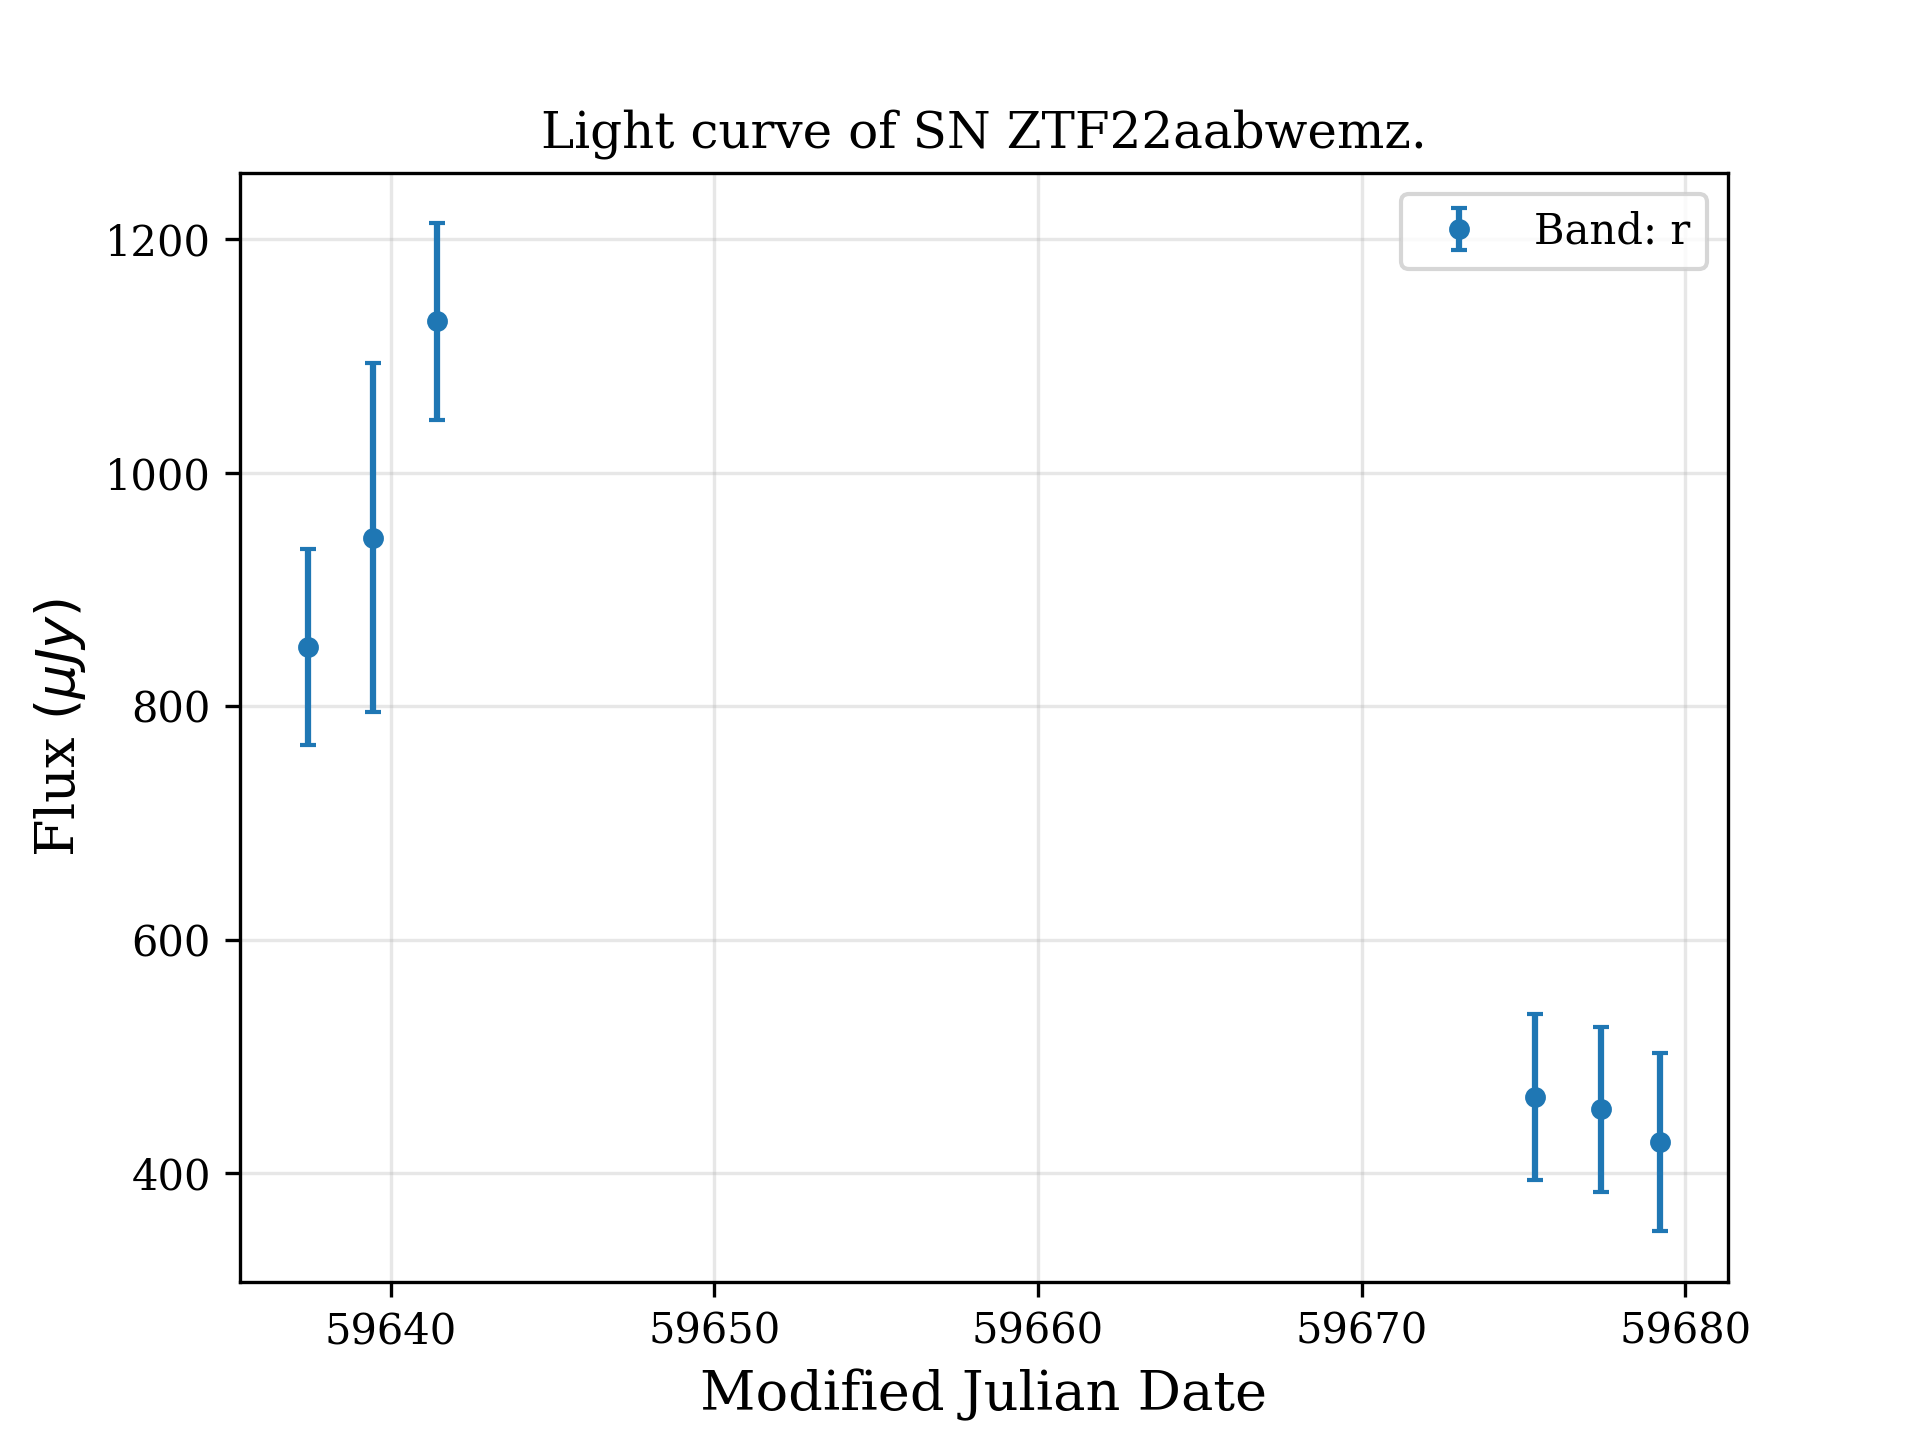 Light curve of SN ZTF22aabwemz.
Band: r
Flux (μJy)
1200
1000
800
600
400
59640
59650
59660
59670
59680
Modified Julian Date